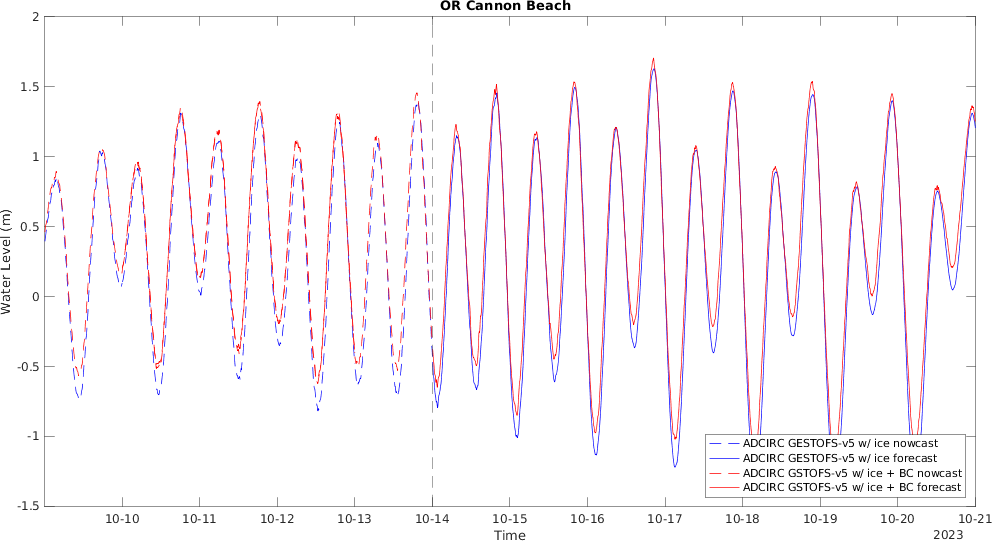 OR Cannon Beach
2
1.5
1
0.5
0
-0.5
-1
-1.5
Water Level (m)
ADCIRC GESTOFS-v5 w/ ice nowcast
ADCIRC GESTOFS-v5 w/ ice forecast
ADCIRC GSTOFS-v5 w/ ice + BC nowcast
ADCIRC GSTOFS-v5 w/ ice + BC forecast
10-10 10-11 10-12 10-13 10-14 10-15 10-16 10-17 10-18 10-19 10-20 10-21
Time
2023